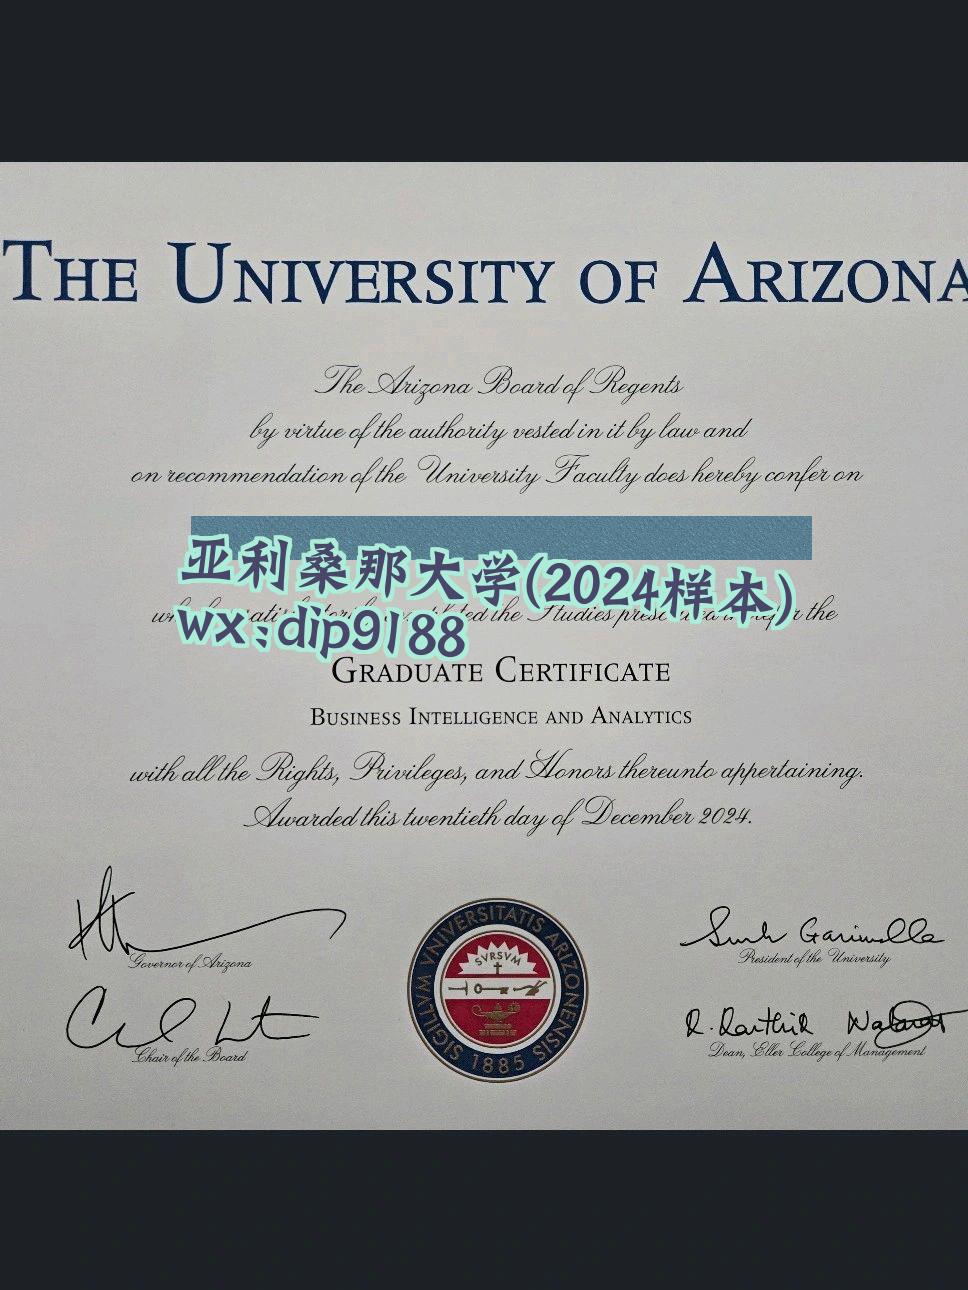 THE UNIVERSITY OF ARIZONA
The Arizona Board of Regents
by virtue of the authority vested in it by law and
on recommendation of the University Faculty does hereby confer on
亚利桑那大学(2024样本)
the Studies the
wx;dip9188
GRADUATE CERTIFICATE
BUSINESS INTELLIGENCE AND ANALYTICS
with all the Rights, Privileges, and Honors thereunto appertaining.
Awarded this twentieth day of December 2024.
Governor of Arizona
President of the University
Chair of the Board
Dean, Eller College of Management
SIGILLVM VNIVERSITATIS ARIZONENSIS
SVRSVM
1885